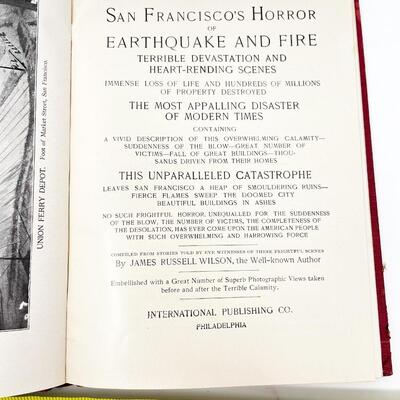 SAN FRANCISCO'S HORROR
OF
EARTHQUAKE AND FIRE
TERRIBLE DEVASTATION AND
HEART-RENDING SCENES
IMMENSE LOSS OF LIFE AND HUNDREDS OF MILLIONS
OF PROPERTY DESTROYED
THE MOST APPALLING DISASTER
OF MODERN TIMES
CONTAINING
A VIVID DESCRIPTION OF THIS OVERWHELMING CALAMITY—
SUDDENNESS OF THE BLOW—GREAT NUMBER OF
VICTIMS—FALL OF GREAT BUILDINGS—THOU-
SANDS DRIVEN FROM THEIR HOMES
THIS UNPARALLELED CATASTROPHE
LEAVES SAN FRANCISCO A HEAP OF SMOULDERING RUINS—
FIERCE FLAMES SWEEP THE DOOMED CITY
BEAUTIFUL BUILDINGS IN ASHES
NO SUCH FRIGHTFUL HORROR, UNEQUALLED FOR THE SUDDENNESS
OF THE BLOW, THE NUMBER OF VICTIMS, THE COMPLETENESS OF
THE DESOLATION, HAS EVER COME UPON THE AMERICAN PEOPLE
WITH SUCH OVERWHELMING AND HARROWING FORCE
COMPILED FROM STORIES TOLD BY EYE WITNESSES OF THESE FRIGHTFUL SCENES
By JAMES RUSSELL WILSON, the Well-known Author
Embellished with a Great Number of Superb Photographic Views taken
before and after the Terrible Calamity.
INTERNATIONAL PUBLISHING CO.
PHILADELPHIA
UNION FERRY DEPOT. Foot of Market Street, San Francisco.